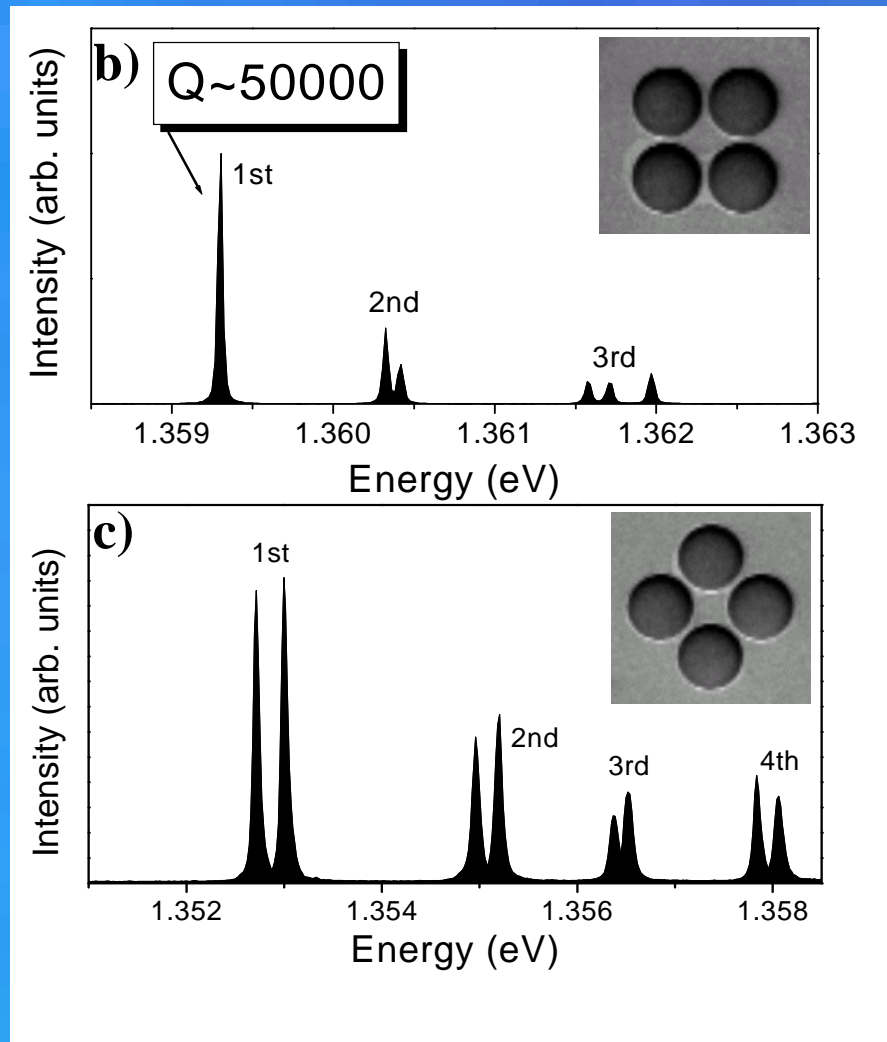 b)
Q~50000
1st
2nd
3rd
Intensity (arb. units)
1.359 1.360 1.361 1.362 1.363
Energy (eV)
c)
1st
2nd
3rd
4th
Intensity (arb. units)
1.352 1.354 1.356 1.358
Energy (eV)